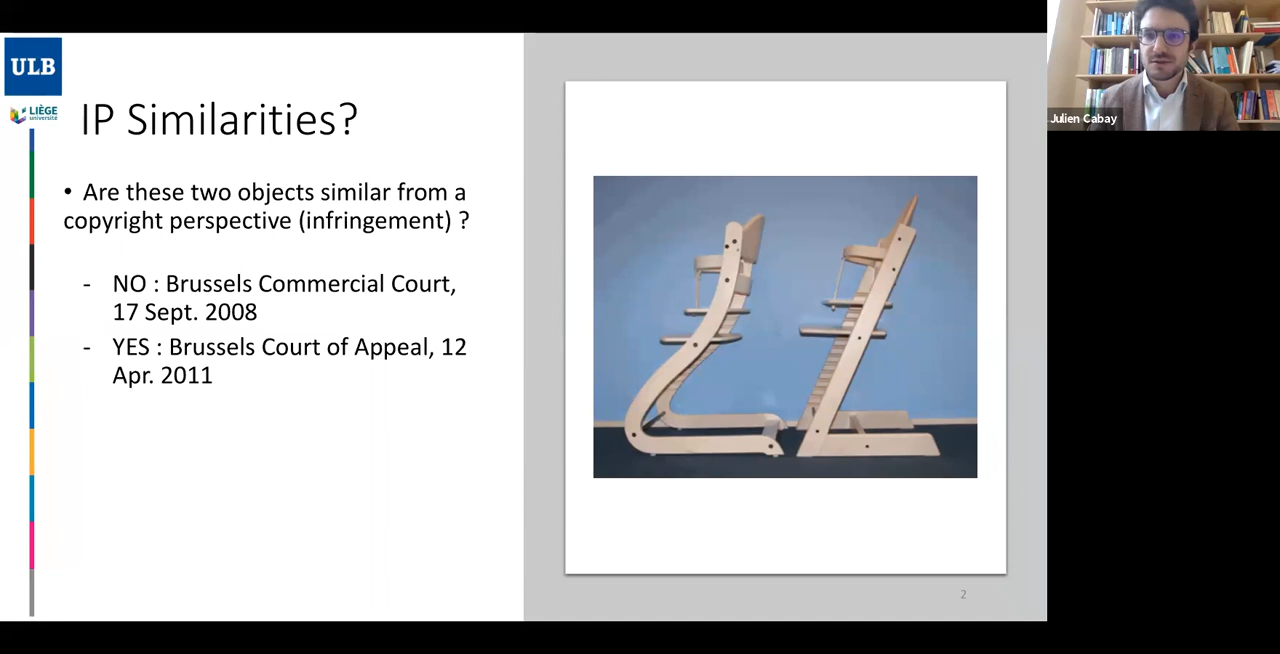 ULB
LIÈGE
université
IP Similarities?
• Are these two objects similar from a
copyright perspective (infringement) ?
- NO : Brussels Commercial Court,
17 Sept. 2008
- YES : Brussels Court of Appeal, 12
Apr. 2011
2
Julien Cabay